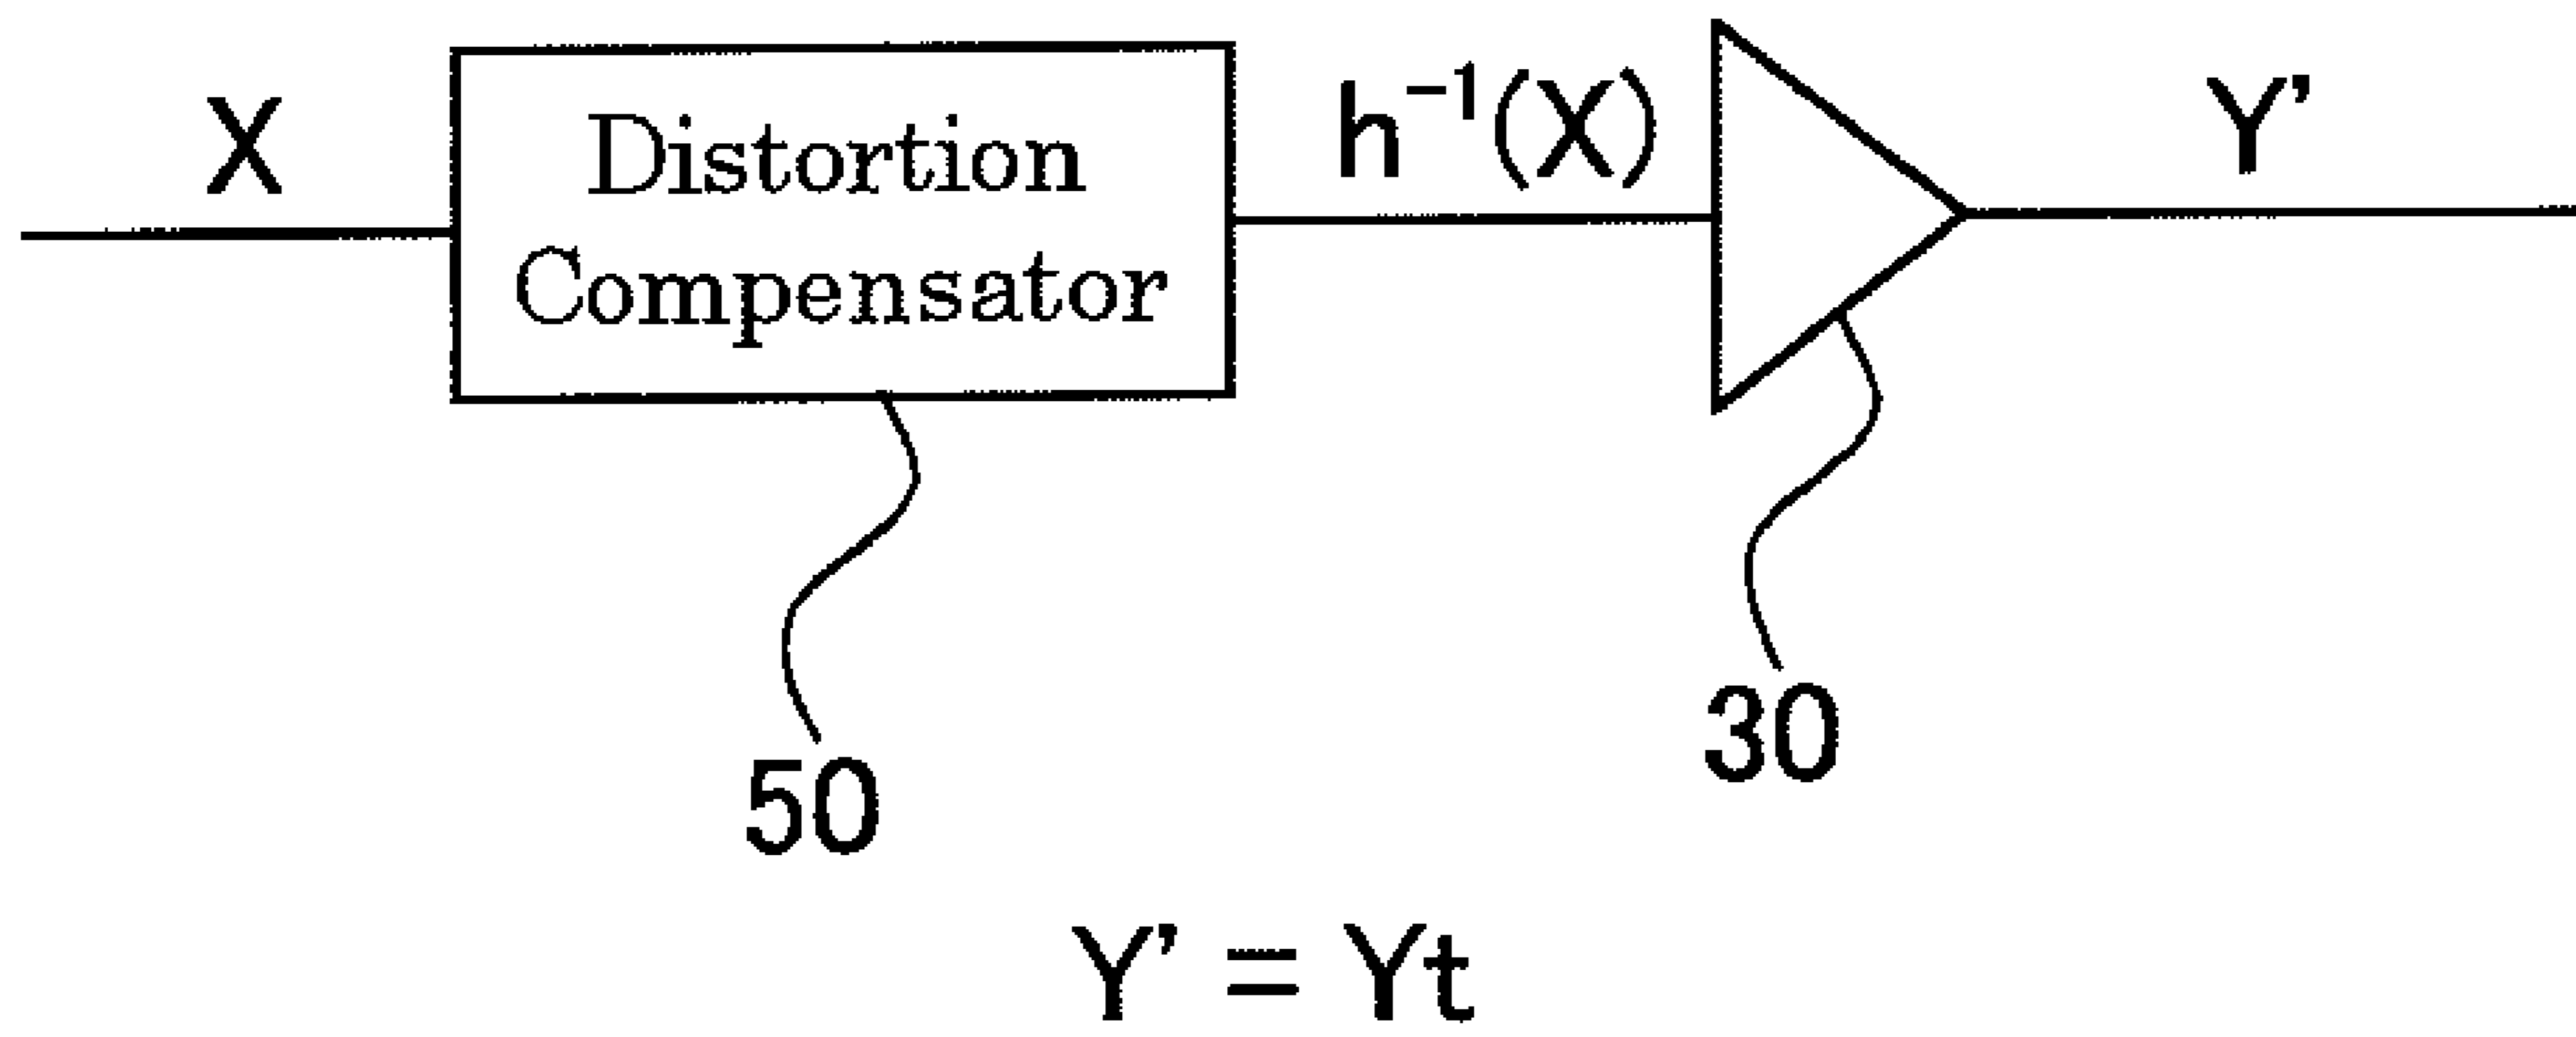 X
Distortion
Compensator
h⁻¹(X)
Y’
50
30
Y’ = Yt